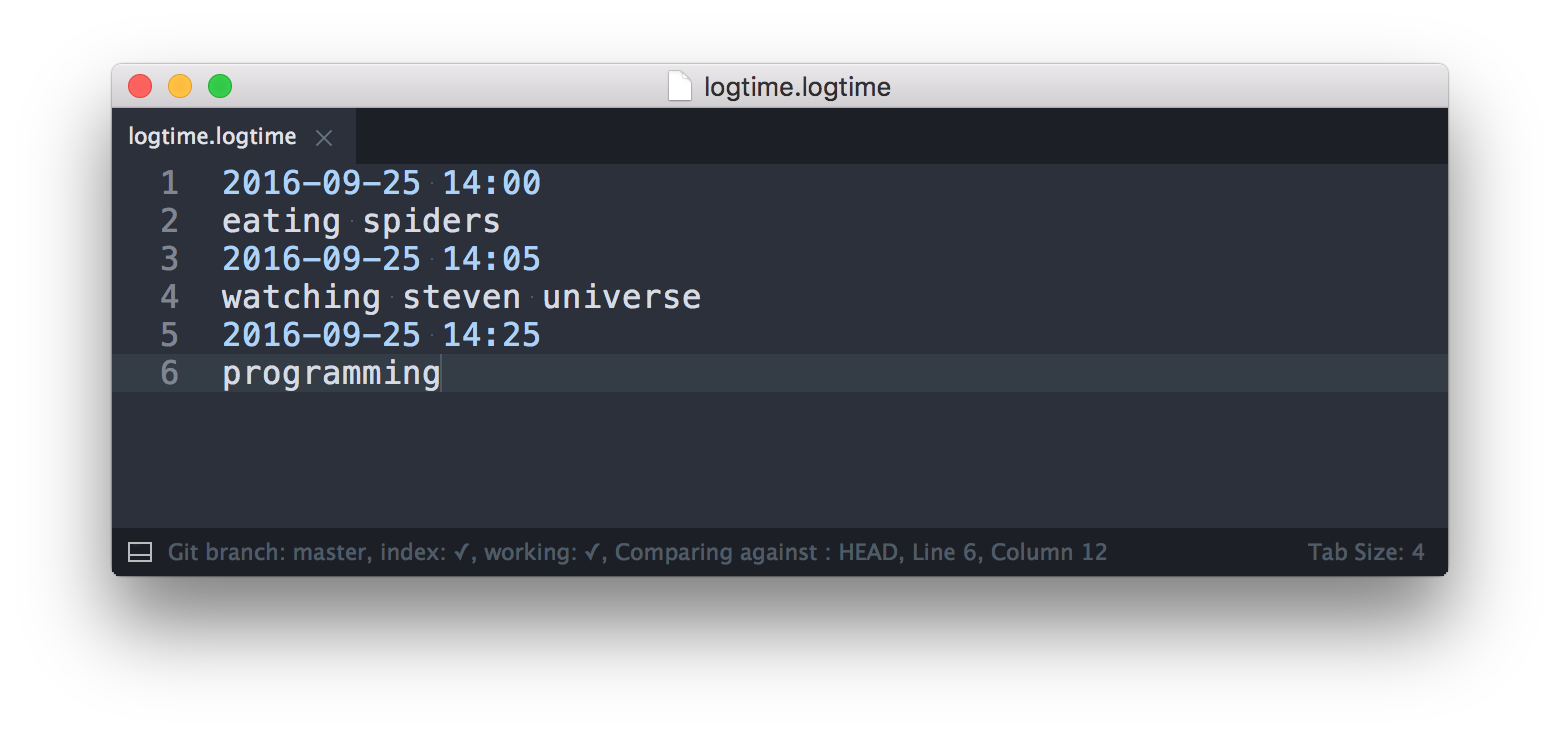 logtime.logtime
logtime.logtime
1 2016-09-25 14:00
2 eating spiders
3 2016-09-25 14:05
4 watching steven universe
5 2016-09-25 14:25
6 programming
Git branch: master, index: ✓, working: ✓, Comparing against : HEAD, Line 6, Column 12 Tab Size: 4